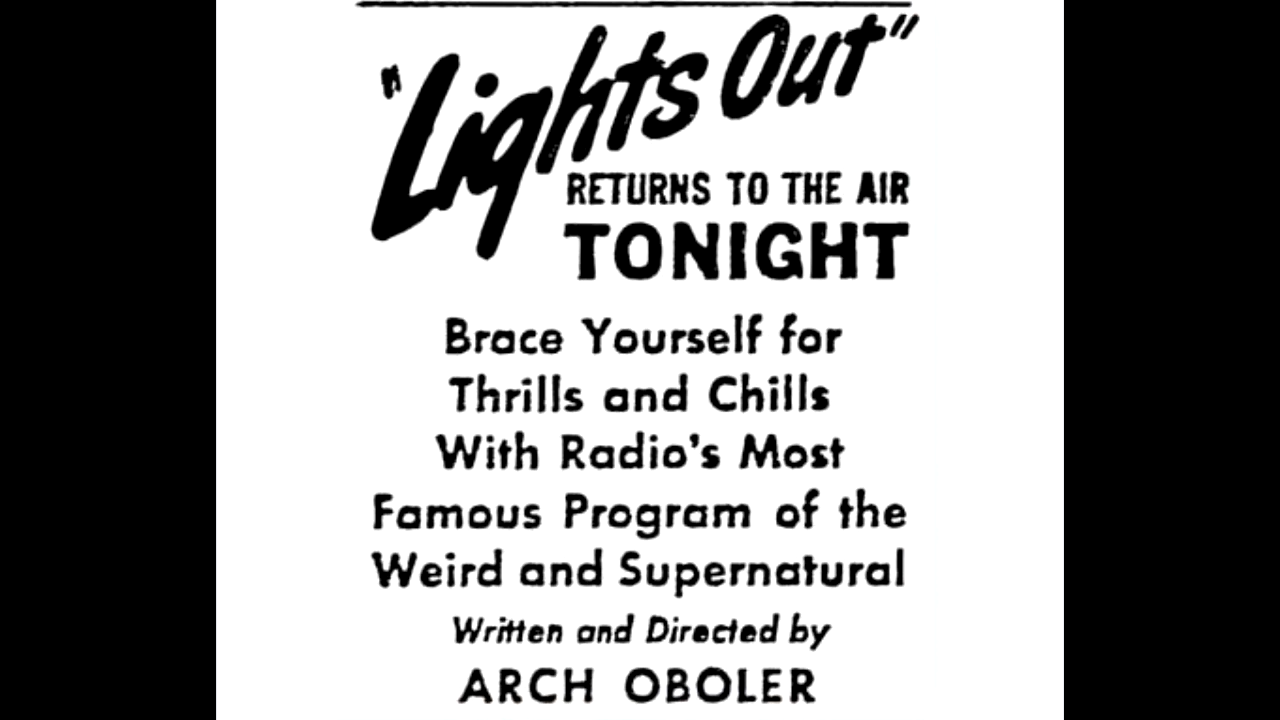 "Lights Out"
RETURNS TO THE AIR
TONIGHT
Brace Yourself for
Thrills and Chills
With Radio's Most
Famous Program of the
Weird and Supernatural
Written and Directed by
ARCH OBOLER